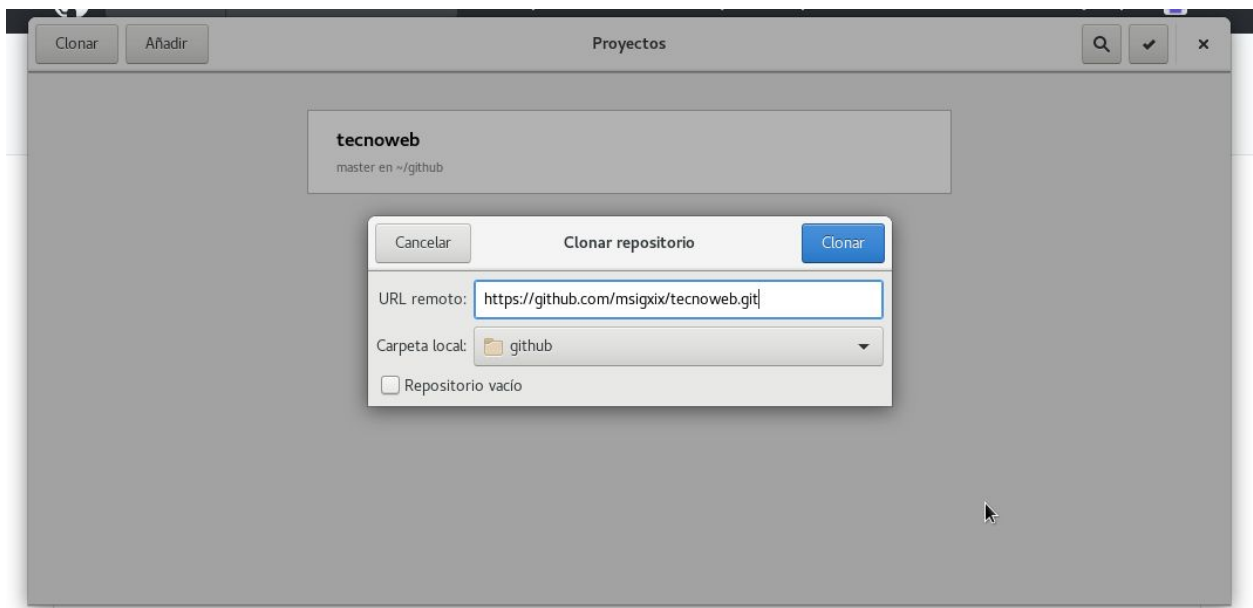 Clonar
Añadir
Proyectos
tecnoweb
master en ~/github
Cancelar
Clonar repositorio
Clonar
URL remoto: https://github.com/msigxix/tecnoweb.git
Carpeta local: github
Repositorio vacío